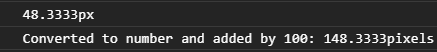 48.3333px
Converted to number and added by 100: 148.3333pixels